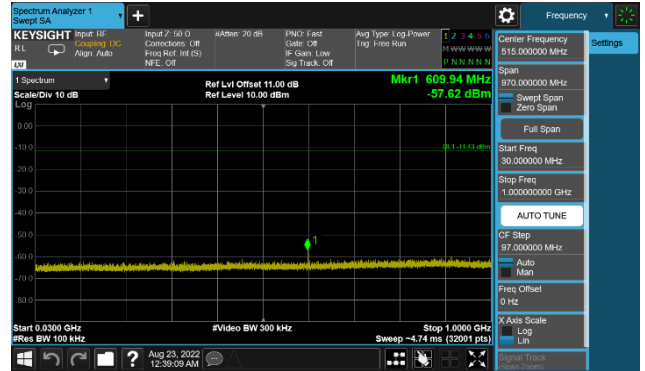 Spectrum Analyzer 1
Swept SA
+
Frequency
KEYSIGHT
RL
Input: RF
Coupling: DC
Align: Auto
Input Z: 50 Ω
Corrections: Off
Freq Ref: Int (S)
NFE: Off
#Atten: 20 dB
PNO: Fast
Gate: Off
IF Gain: Low
Sig Track: Off
Avg Type: Log-Power
Trig: Free Run
1 2 3 4 5 6
M W W W W W
P N N N N N
1 Spectrum
Scale/Div 10 dB
Log
Ref Lvl Offset 11.00 dB
Ref Level 10.00 dBm
Mkr1 609.94 MHz
-57.62 dBm
0.00
-10.0
-20.0
-30.0
-40.0
-50.0
-60.0
-70.0
-80.0
DL1 -11.43 dBm
1
Start 0.0300 GHz
#Res BW 100 kHz
#Video BW 300 kHz
Stop 1.0000 GHz
Sweep ~4.74 ms (32001 pts)
?
Aug 23, 2022
12:39:09 AM
Center Frequency
515.000000 MHz
Settings
Span
970.000000 MHz
Swept Span
Zero Span
Full Span
Start Freq
30.000000 MHz
Stop Freq
1.000000000 GHz
AUTO TUNE
CF Step
97.000000 MHz
Auto
Man
Freq Offset
0 Hz
X Axis Scale
Log
Lin
Signal Track
(Span Zoom)